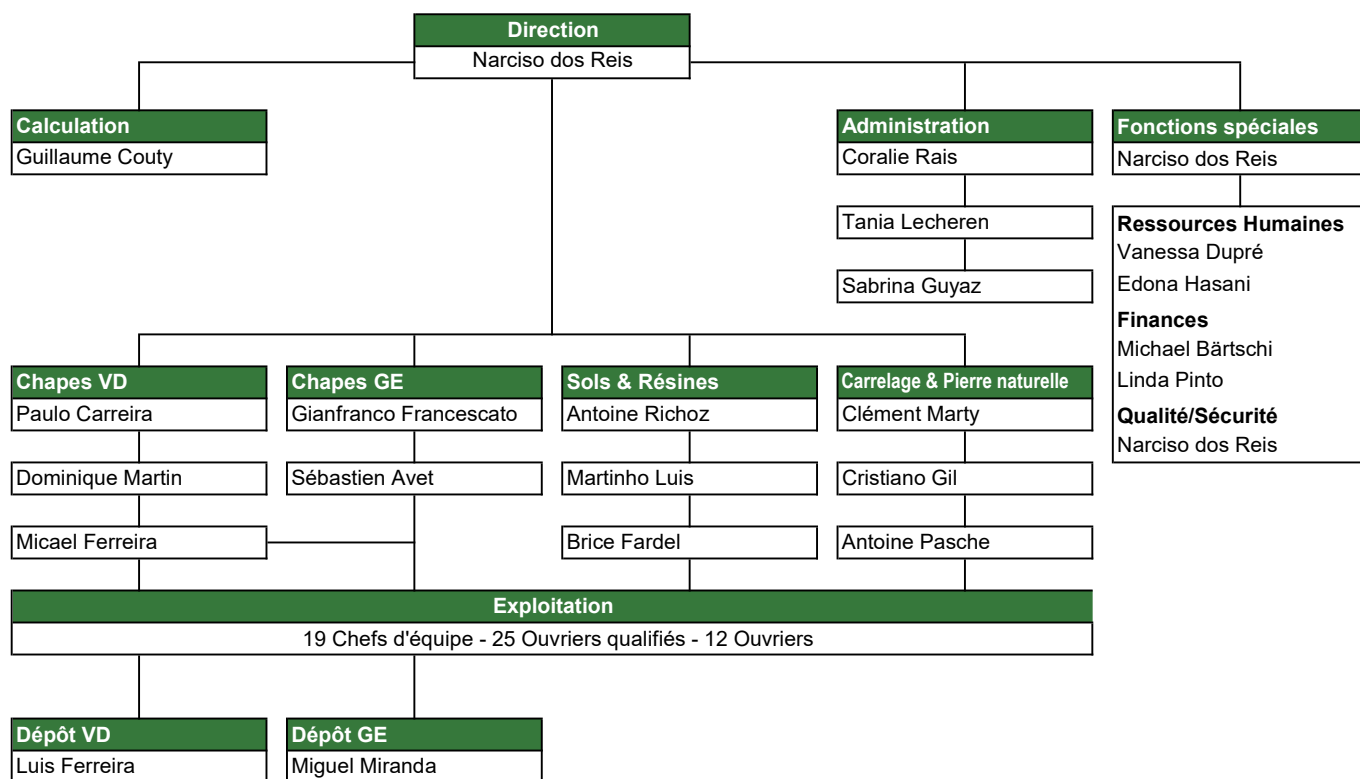 Direction
Narciso dos Reis
Calculation
Guillaume Couty
Administration
Coralie Rais
Tania Lecheren
Sabrina Guyaz
Fonctions spéciales
Narciso dos Reis
Ressources Humaines
Vanessa Dupré
Edona Hasani
Finances
Michael Bärtschi
Linda Pinto
Qualité/Sécurité
Narciso dos Reis
Chapes VD
Paulo Carreira
Dominique Martin
Micael Ferreira
Chapes GE
Gianfranco Francescato
Sébastien Avet
Sols & Résines
Antoine Richoz
Martinho Luis
Brice Fardel
Carrelage & Pierre naturelle
Clément Marty
Cristiano Gil
Antoine Pasche
Exploitation
19 Chefs d'équipe - 25 Ouvriers qualifiés - 12 Ouvriers
Dépôt VD
Luis Ferreira
Dépôt GE
Miguel Miranda